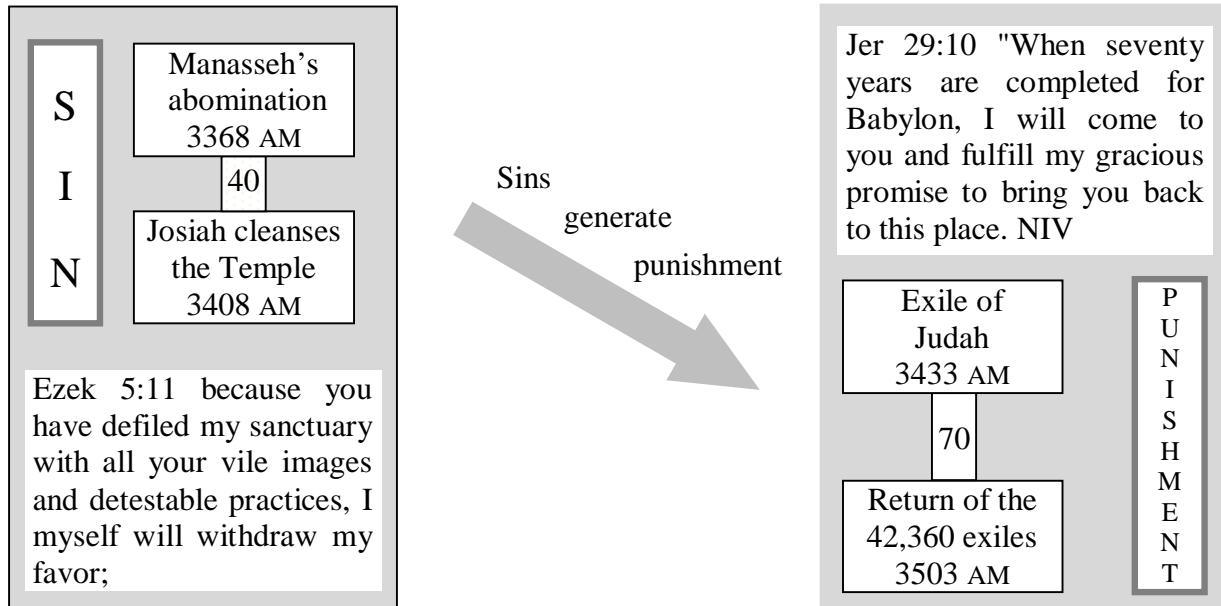 S
I
N
Manasseh’s
abomination
3368 AM
40
Josiah cleanses
the Temple
3408 AM
Ezek 5:11 because you
have defiled my sanctuary
with all your vile images
and detestable practices, I
myself will withdraw my
favor;
Sins
generate
punishment
Jer 29:10 "When seventy
years are completed for
Babylon, I will come to
you and fulfill my gracious
promise to bring you back
to this place. NIV
Exile of
Judah
3433 AM
70
Return of the
42,360 exiles
3503 AM
P
U
N
I
S
H
M
E
N
T